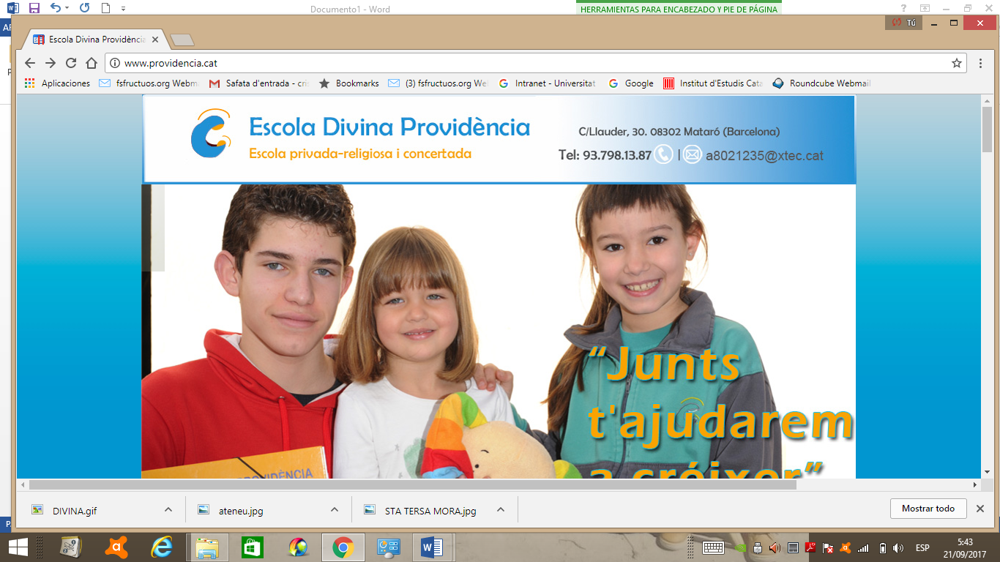 Documento1 - Word
HERRAMIENTAS PARA ENCABEZADO Y PIE DE PÁGINA
Tú
Escola Divina Providència
www.providencia.cat
Aplicaciones
fsfructuos.org Webm
Safata d'entrada - cris
Bookmarks
(3) fsfructuos.org We
Intranet - Universitat
Google
Institut d'Estudis Cata
Roundcube Webmail
Escola Divina Providència
Escola privada-religiosa i concertada
C/Llauder, 30. 08302 Mataró (Barcelona)
Tel: 93.798.13.87 | a8021235@xtec.cat
“Junts
t'ajudarem
a créixer”
PROVIDÈNCIA
DIVINA.gif
ateneu.jpg
STA TERSA MORA.jpg
Mostrar todo
ESP
5:43
21/09/2017